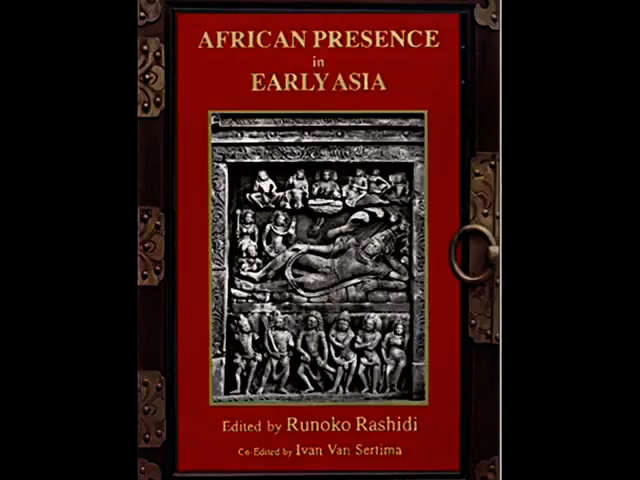 AFRICAN PRESENCE
in
EARLY ASIA
Edited by Runoko Rashidi
Co-Edited by Ivan Van Sertima